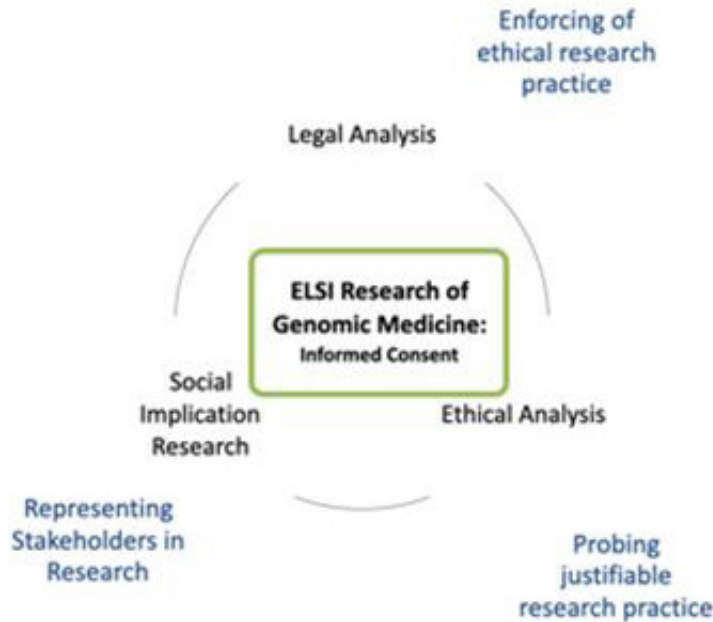 Enforcing of
ethical research
practice
Legal Analysis
ELSI Research of
Genomic Medicine:
Informed Consent
Social
Implication
Research
Ethical Analysis
Representing
Stakeholders in
Research
Probing
justifiable
research practice